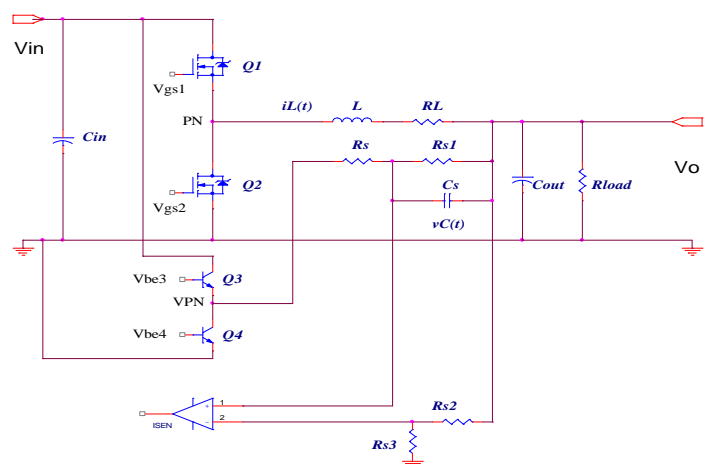 Vin
Q1
Vgs1
iL(t)
L
RL
PN
Cin
Rs
Rs1
Vo
Q2
Cs
Cout
Rload
Vgs2
vC(t)
Vbe3
Q3
VPN
Vbe4
Q4
Rs2
+
1
ISEN
-
2
Rs3